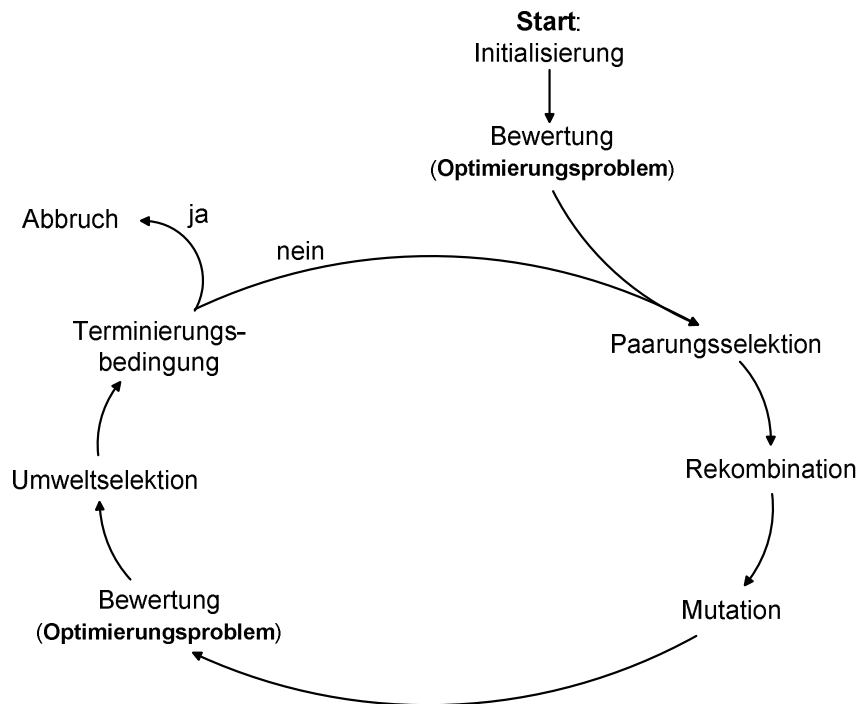 Start:
Initialisierung
Bewertung
(Optimierungsproblem)
Abbruch
ja
nein
Terminierungs-
bedingung
Paarungsselektion
Umweltselektion
Rekombination
Bewertung
(Optimierungsproblem)
Mutation